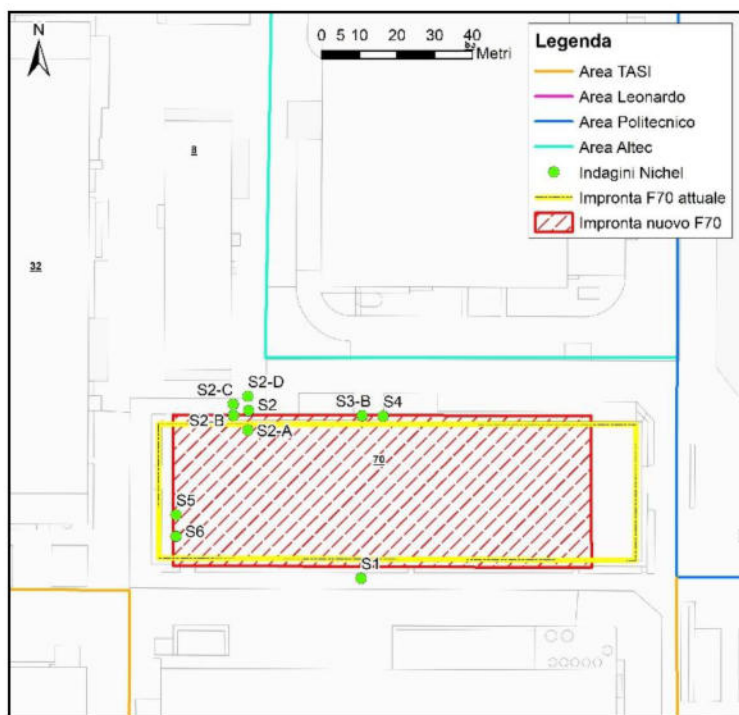 N
0 5 10 20 30 40
Metri
Legenda
Area TASI
Area Leonardo
Area Politecnico
Area Altec
Indagini Nichel
Impronta F70 attuale
Impronta nuovo F70
8
32
S2-D
S2-C
S2
S3-B
S4
S2-B
S2-A
70
S5
S6
S1